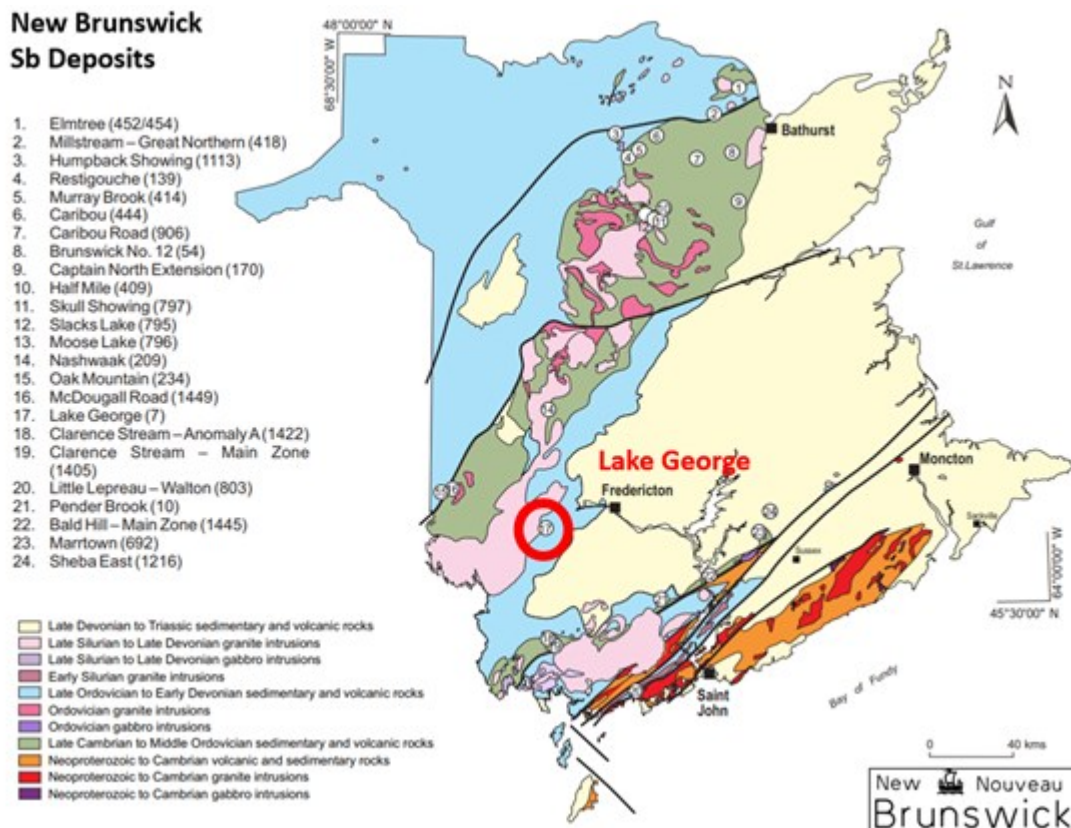 New Brunswick
Sb Deposits
48°00'00" N
68°30'00" W
N
1. Elmtree (452/454)
2. Millstream – Great Northern (418)
3. Humpback Showing (1113)
4. Restigouche (139)
5. Murray Brook (414)
6. Caribou (444)
7. Caribou Road (906)
8. Brunswick No. 12 (54)
9. Captain North Extension (170)
10. Half Mile (409)
11. Skull Showing (797)
12. Slacks Lake (795)
13. Moose Lake (796)
14. Nashwaak (209)
15. Oak Mountain (234)
16. McDougall Road (1449)
17. Lake George (7)
18. Clarence Stream – Anomaly A (1422)
19. Clarence Stream – Main Zone
(1405)
20. Little Lepreau – Walton (803)
21. Pender Brook (10)
22. Bald Hill – Main Zone (1445)
23. Marrtown (692)
24. Sheba East (1216)
1
2
3
6
4
5
7
8
9
14
Bathurst
Gulf
of
St. Lawrence
Lake George
Fredericton
Moncton
Sackville
Sussex
Saint
John
Bay of Fundy
64°00'00" W
45°30'00" N
Late Devonian to Triassic sedimentary and volcanic rocks
Late Silurian to Late Devonian granite intrusions
Late Silurian to Late Devonian gabbro intrusions
Early Silurian granite intrusions
Late Ordovician to Early Devonian sedimentary and volcanic rocks
Ordovician granite intrusions
Ordovician gabbro intrusions
Late Cambrian to Middle Ordovician sedimentary and volcanic rocks
Neoproterozoic to Cambrian volcanic and sedimentary rocks
Neoproterozoic to Cambrian granite intrusions
Neoproterozoic to Cambrian gabbro intrusions
0 40 kms
New Nouveau
Brunswick